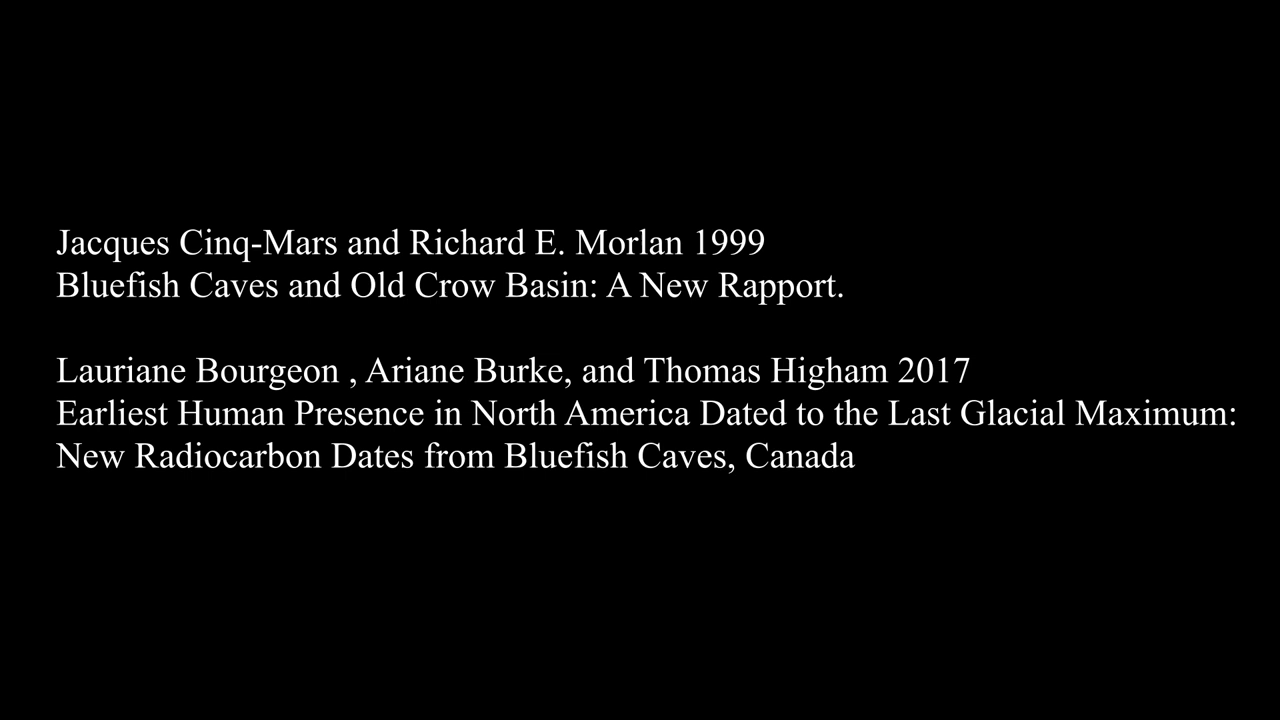 Jacques Cinq-Mars and Richard E. Morlan 1999
Bluefish Caves and Old Crow Basin: A New Rapport.
Lauriane Bourgeon , Ariane Burke, and Thomas Higham 2017
Earliest Human Presence in North America Dated to the Last Glacial Maximum:
New Radiocarbon Dates from Bluefish Caves, Canada